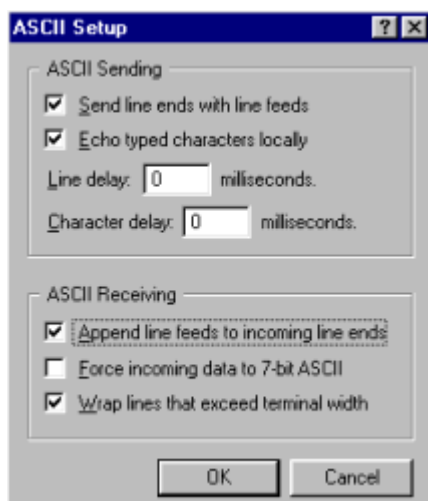 ASCII Setup
ASCII Sending
Send line ends with line feeds
Echo typed characters locally
Line delay: 0 milliseconds.
Character delay: 0 milliseconds.
ASCII Receiving
Append line feeds to incoming line ends
Force incoming data to 7-bit ASCII
Wrap lines that exceed terminal width
OK Cancel